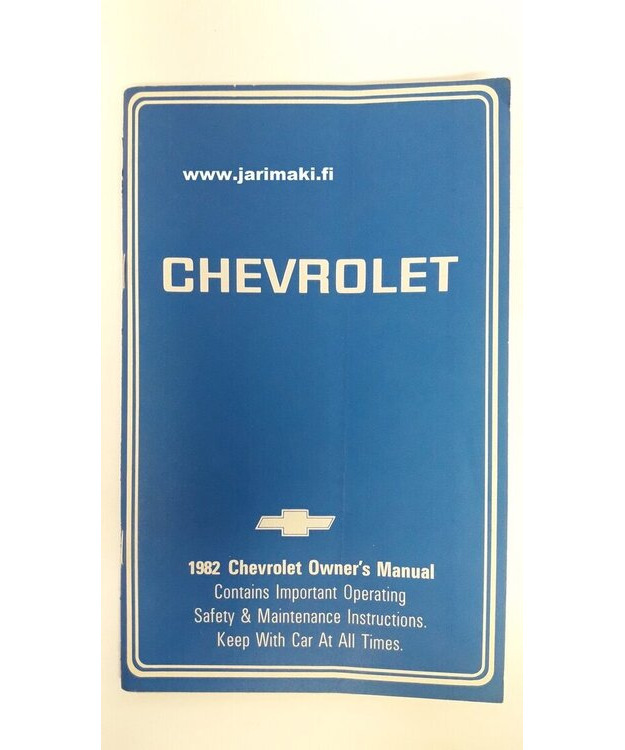 www.jarimaki.fi
CHEVROLET
1982 Chevrolet Owner's Manual
Contains Important Operating
Safety & Maintenance Instructions.
Keep With Car At All Times.